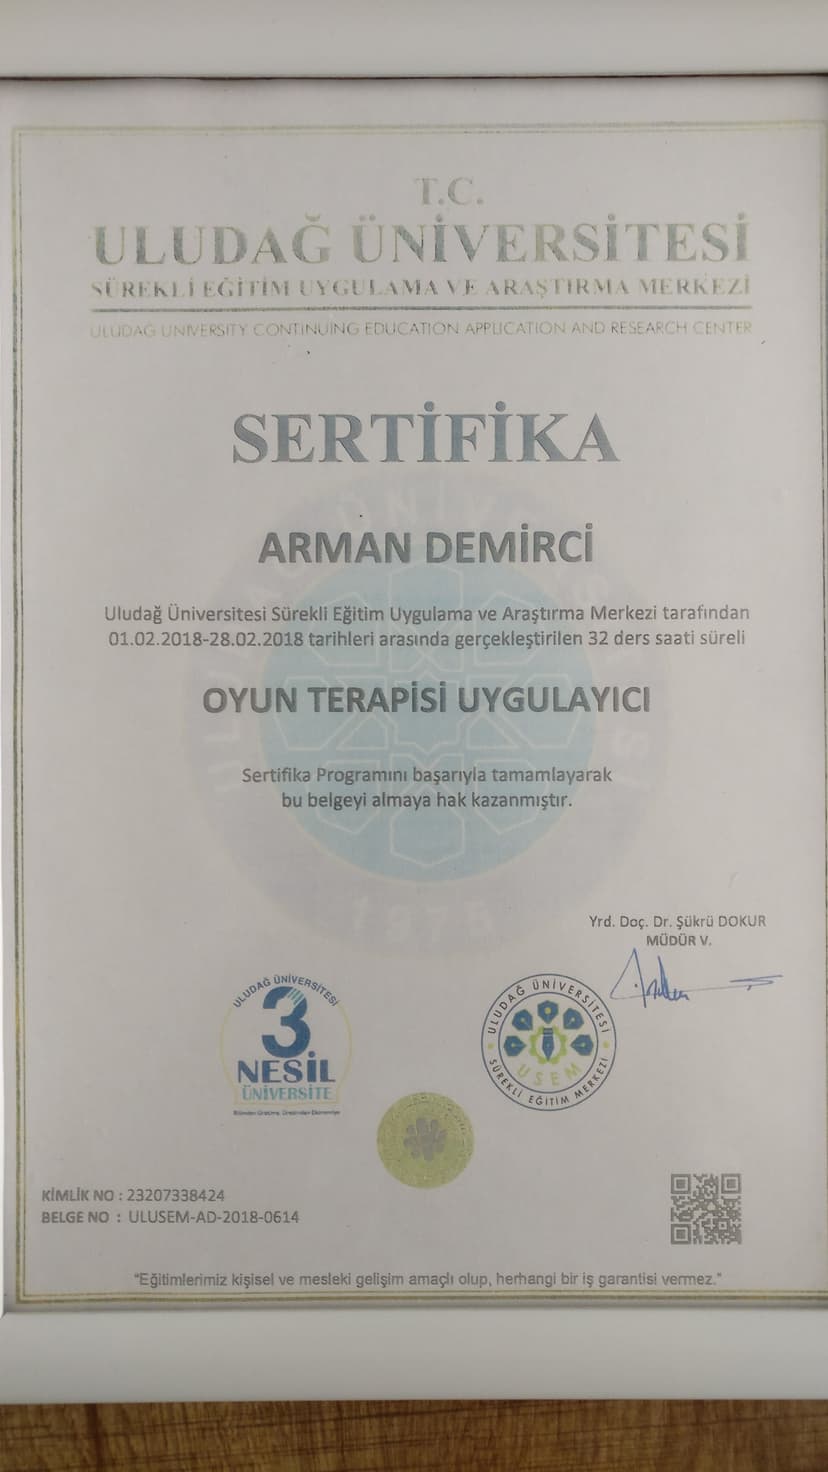 T.C.
ULUDAĞ ÜNİVERSİTESİ
SÜREKLİ EĞİTİM UYGULAMA VE ARAŞTIRMA MERKEZİ
ULUDAĞ UNIVERSITY CONTINUING EDUCATION APPLICATION AND RESEARCH CENTER
SERTİFİKA
ARMAN DEMİRCİ
Uludağ Üniversitesi Sürekli Eğitim Uygulama ve Araştırma Merkezi tarafından
01.02.2018-28.02.2018 tarihleri arasında gerçekleştirilen 32 ders saati süreli
OYUN TERAPİSİ UYGULAYICI
Sertifika Programını başarıyla tamamlayarak
bu belgeyi almaya hak kazanmıştır.
1975
Yrd. Doç. Dr. Şükrü DOKUR
MÜDÜR V.
ULUDAĞ ÜNİVERSİTESİ
3
NESİL
ÜNİVERSİTE
ULUDAĞ ÜNİVERSİTESİ
USEM
SÜREKLİ EĞİTİM MERKEZİ
KİMLİK NO : 23207338424
BELGE NO : ULUSEM-AD-2018-0614
"Eğitimlerimiz kişisel ve mesleki gelişim amaçlı olup, herhangi bir iş garantisi vermez."